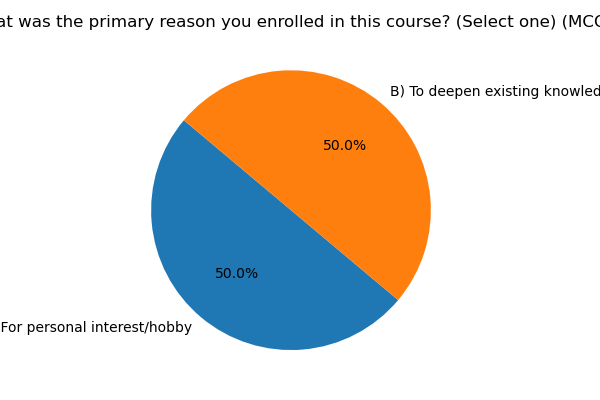 at was the primary reason you enrolled in this course? (Select one) (MCC
B) To deepen existing knowled
50.0%
50.0%
For personal interest/hobby